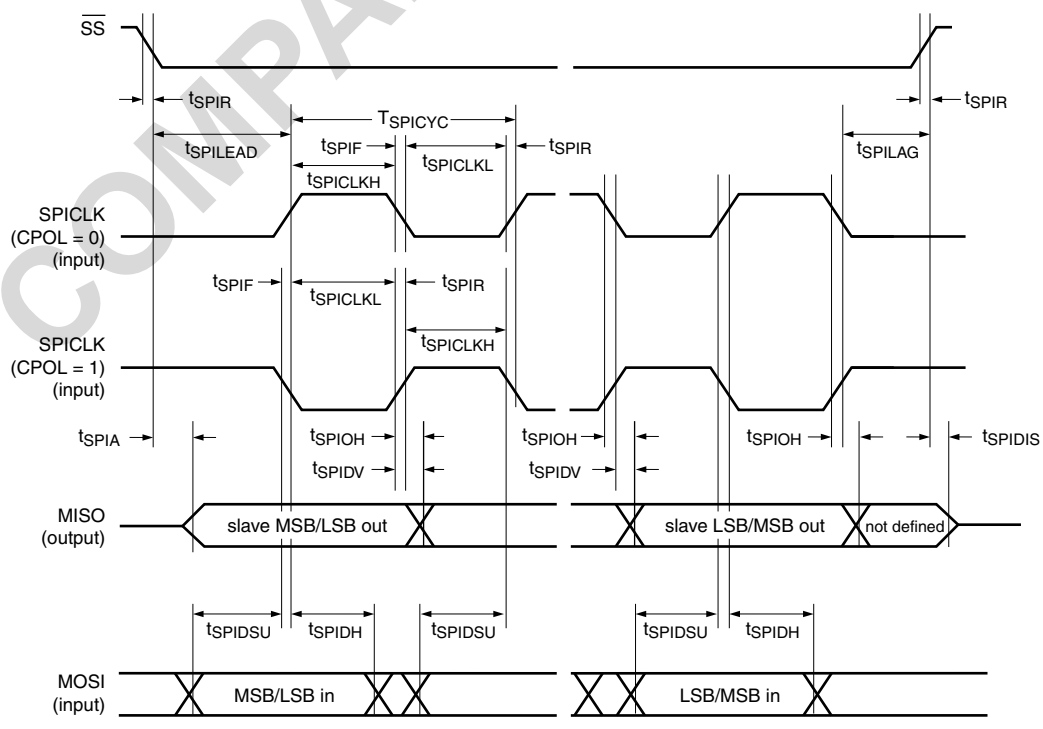 COMPA
SS
tSPIR
tSPIR
TSPICYC
tSPILEAD
tSPIF
tSPICLKL
tSPIR
tSPILAG
tSPICLKH
SPICLK
(CPOL = 0)
(input)
tSPIF
tSPICLKL
tSPIR
tSPICLKH
SPICLK
(CPOL = 1)
(input)
tSPIA
tSPIOH
tSPIOH
tSPIOH
tSPIDIS
tSPIDV
tSPIDV
MISO
(output)
slave MSB/LSB out
slave LSB/MSB out
not defined
tSPIDSU
tSPIDH
tSPIDSU
tSPIDSU
tSPIDH
MOSI
(input)
MSB/LSB in
LSB/MSB in